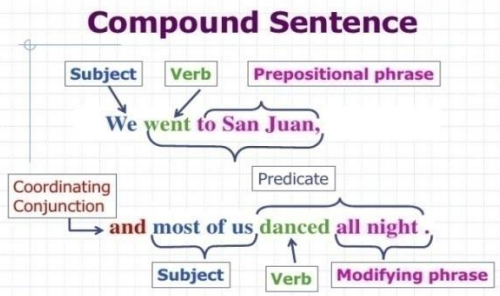 Compound Sentence
Subject Verb Prepositional phrase
We went to San Juan,
Predicate
Coordinating
Conjunction
and most of us danced all night .
Subject Verb Modifying phrase